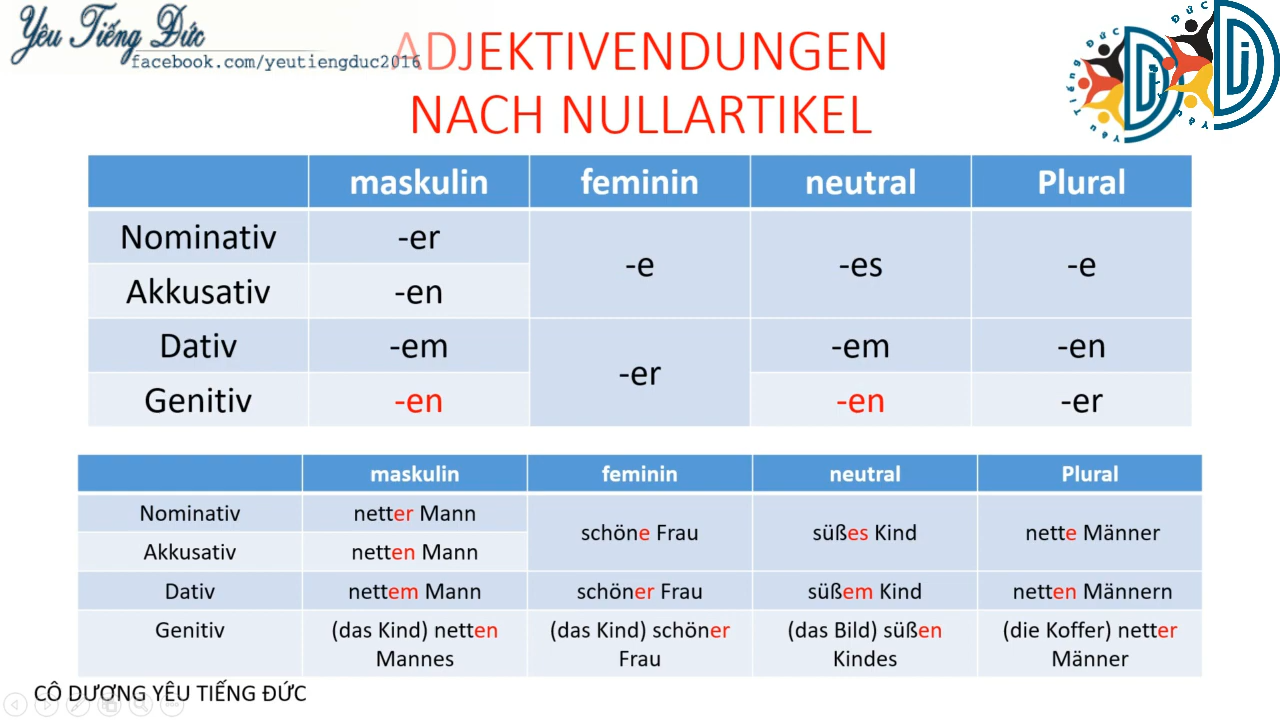 Yêu Tiếng Đức
facebook.com/yeutiengduc2016
ADJEKTIVENDUNGEN
NACH NULLARTIKEL
Yêu Tiếng Đức
maskulin feminin neutral Plural
Nominativ -er -e -es -e
Akkusativ -en
Dativ -em -er -em -en
Genitiv -en -en -er
maskulin feminin neutral Plural
Nominativ netter Mann schöne Frau süßes Kind nette Männer
Akkusativ netten Mann
Dativ nettem Mann schöner Frau süßem Kind netten Männern
Genitiv (das Kind) netten (das Kind) schöner (das Bild) süßen (die Koffer) netter
Mannes Frau Kindes Männer
CÔ DƯƠNG YÊU TIẾNG ĐỨC